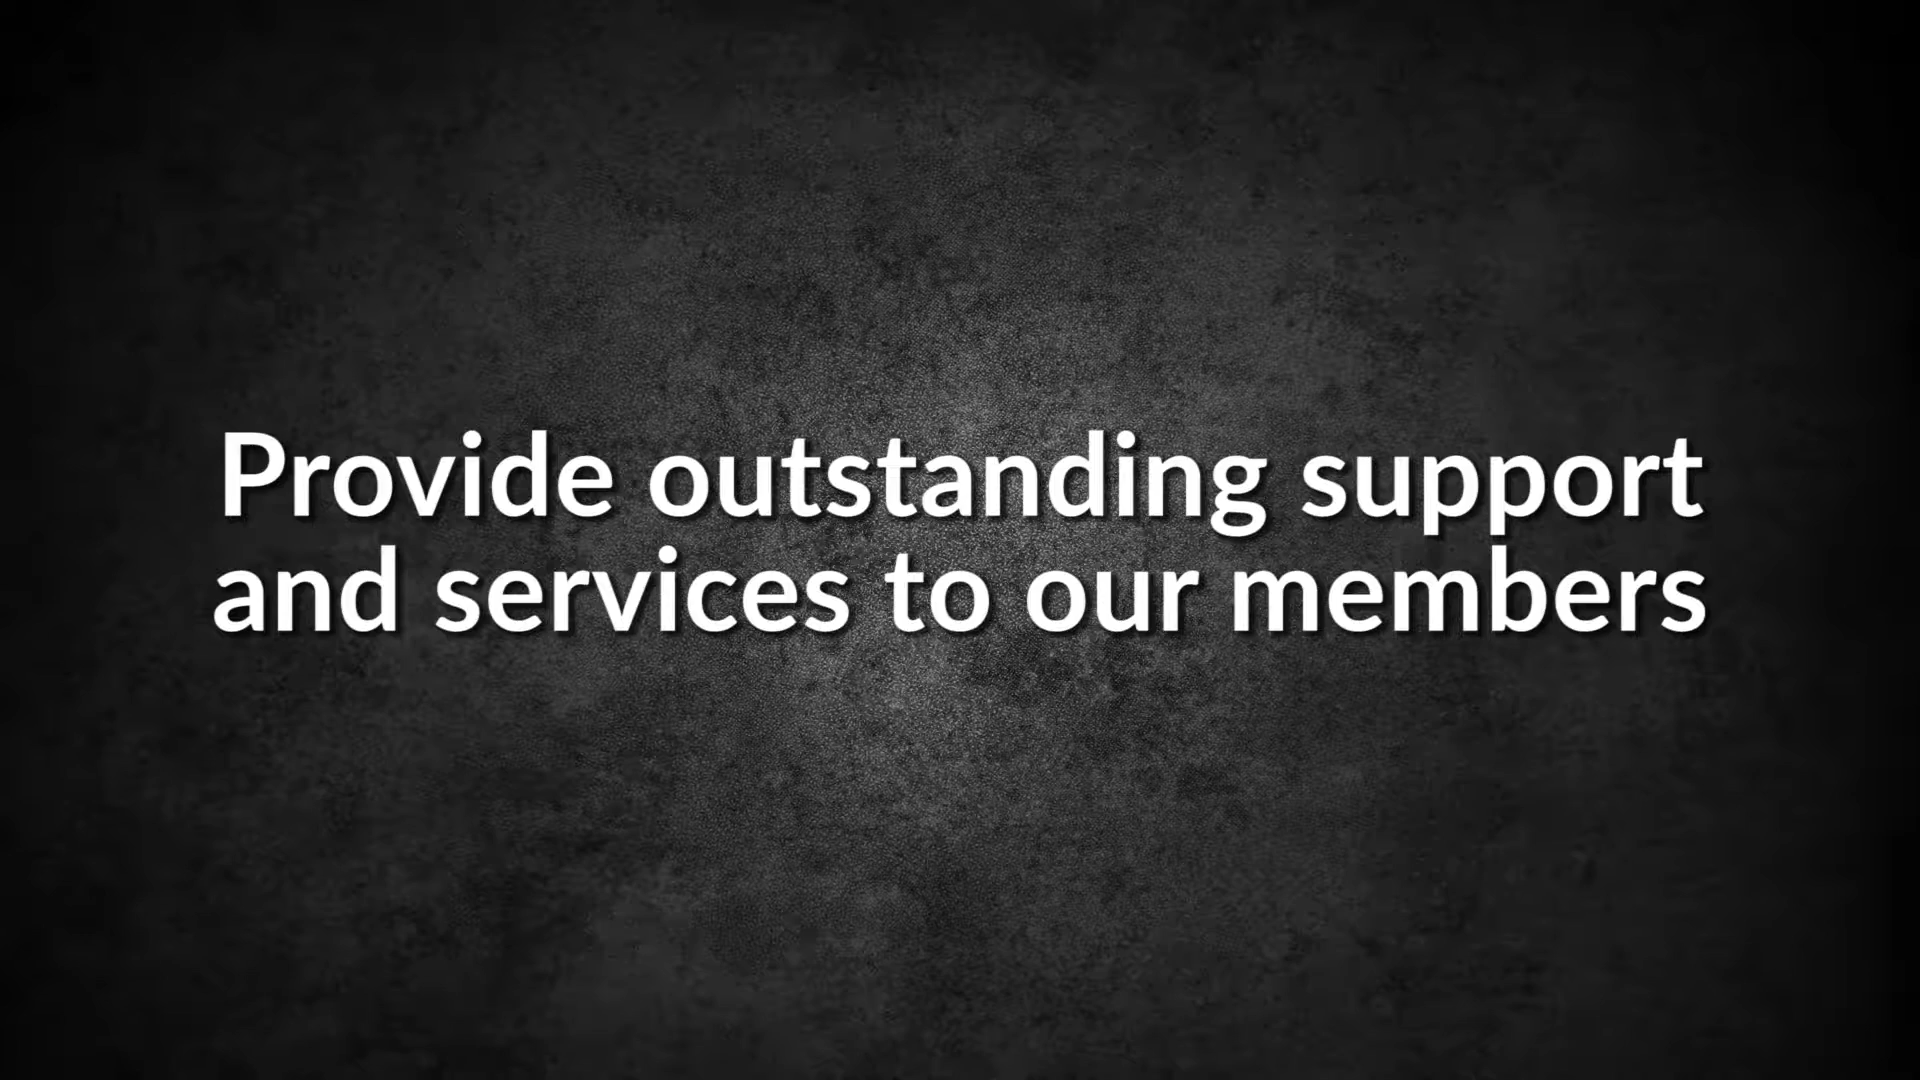 Provide outstanding support
and services to our members